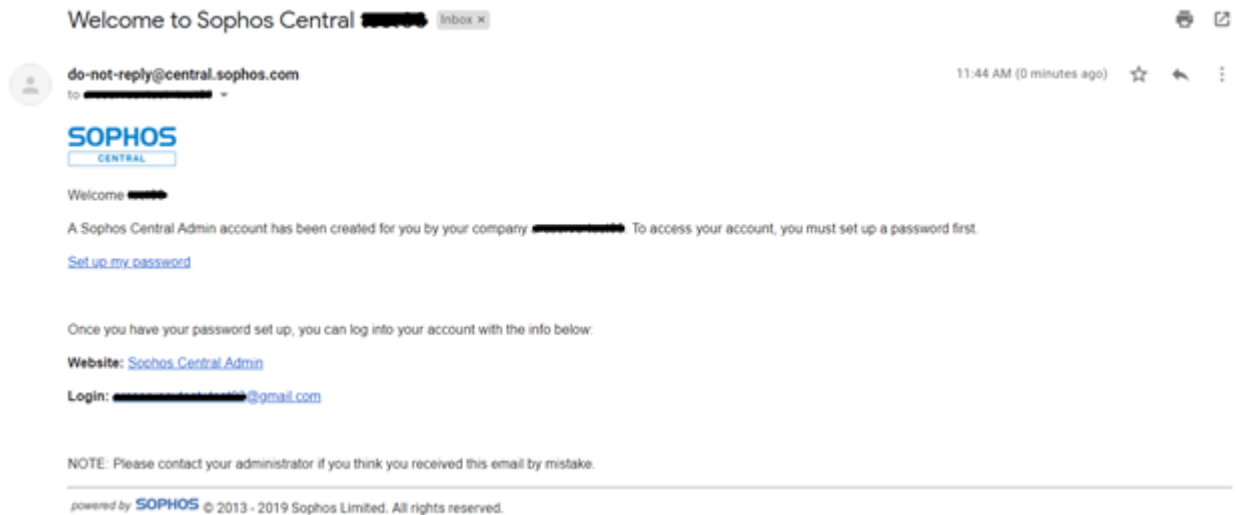 Welcome to Sophos Central
Inbox ×
do-not-reply@central.sophos.com
11:44 AM (0 minutes ago)
to
SOPHOS
CENTRAL
Welcome
A Sophos Central Admin account has been created for you by your company . To access your account, you must set up a password first.
Set up my password
Once you have your password set up, you can log into your account with the info below:
Website: Sophos Central Admin
Login: @gmail.com
NOTE: Please contact your administrator if you think you received this email by mistake.
powered by SOPHOS © 2013 - 2019 Sophos Limited. All rights reserved.